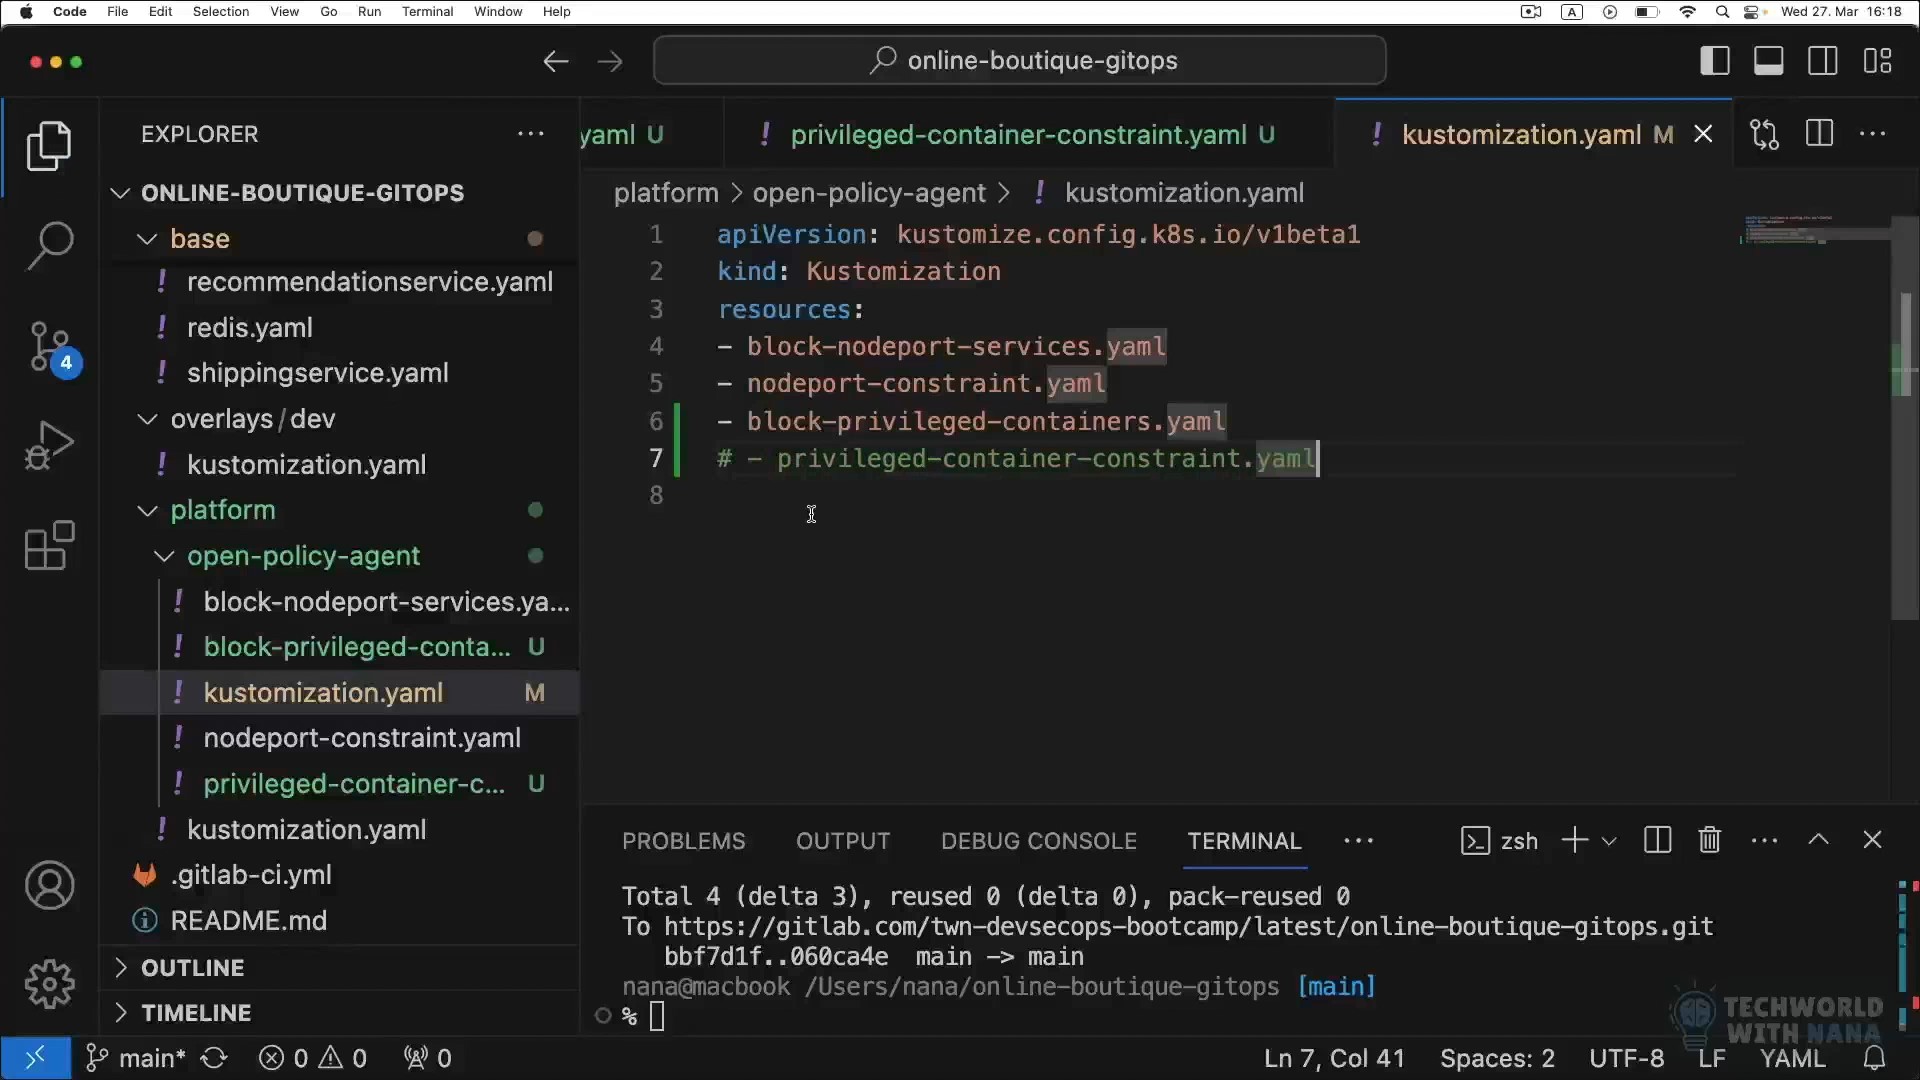 Code File Edit Selection View Go Run Terminal Window Help
A
Wed 27. Mar 16:18
online-boutique-gitops
EXPLORER
yaml U
privileged-container-constraint.yaml U
kustomization.yaml M
ONLINE-BOUTIQUE-GITOPS
platform > open-policy-agent > ! kustomization.yaml
base
recommendationservice.yaml
redis.yaml
shippingservice.yaml
overlays / dev
kustomization.yaml
platform
open-policy-agent
block-nodeport-services.ya...
block-privileged-conta... U
kustomization.yaml M
nodeport-constraint.yaml
privileged-container-c... U
kustomization.yaml
.gitlab-ci.yml
README.md
OUTLINE
TIMELINE
4
1 apiVersion: kustomize.config.k8s.io/v1beta1
2 kind: Kustomization
3 resources:
4 - block-nodeport-services.yaml
5 - nodeport-constraint.yaml
6 - block-privileged-containers.yaml
7 # - privileged-container-constraint.yaml
8
PROBLEMS OUTPUT DEBUG CONSOLE TERMINAL ... zsh
Total 4 (delta 3), reused 0 (delta 0), pack-reused 0
To https://gitlab.com/twn-devsecops-bootcamp/latest/online-boutique-gitops.git
bbf7d1f..060ca4e main -> main
nana@macbook /Users/nana/online-boutique-gitops [main]
%
TECHWORLD
WITH NANA
main* 0 0 0 Ln 7, Col 41 Spaces: 2 UTF-8 LF YAML